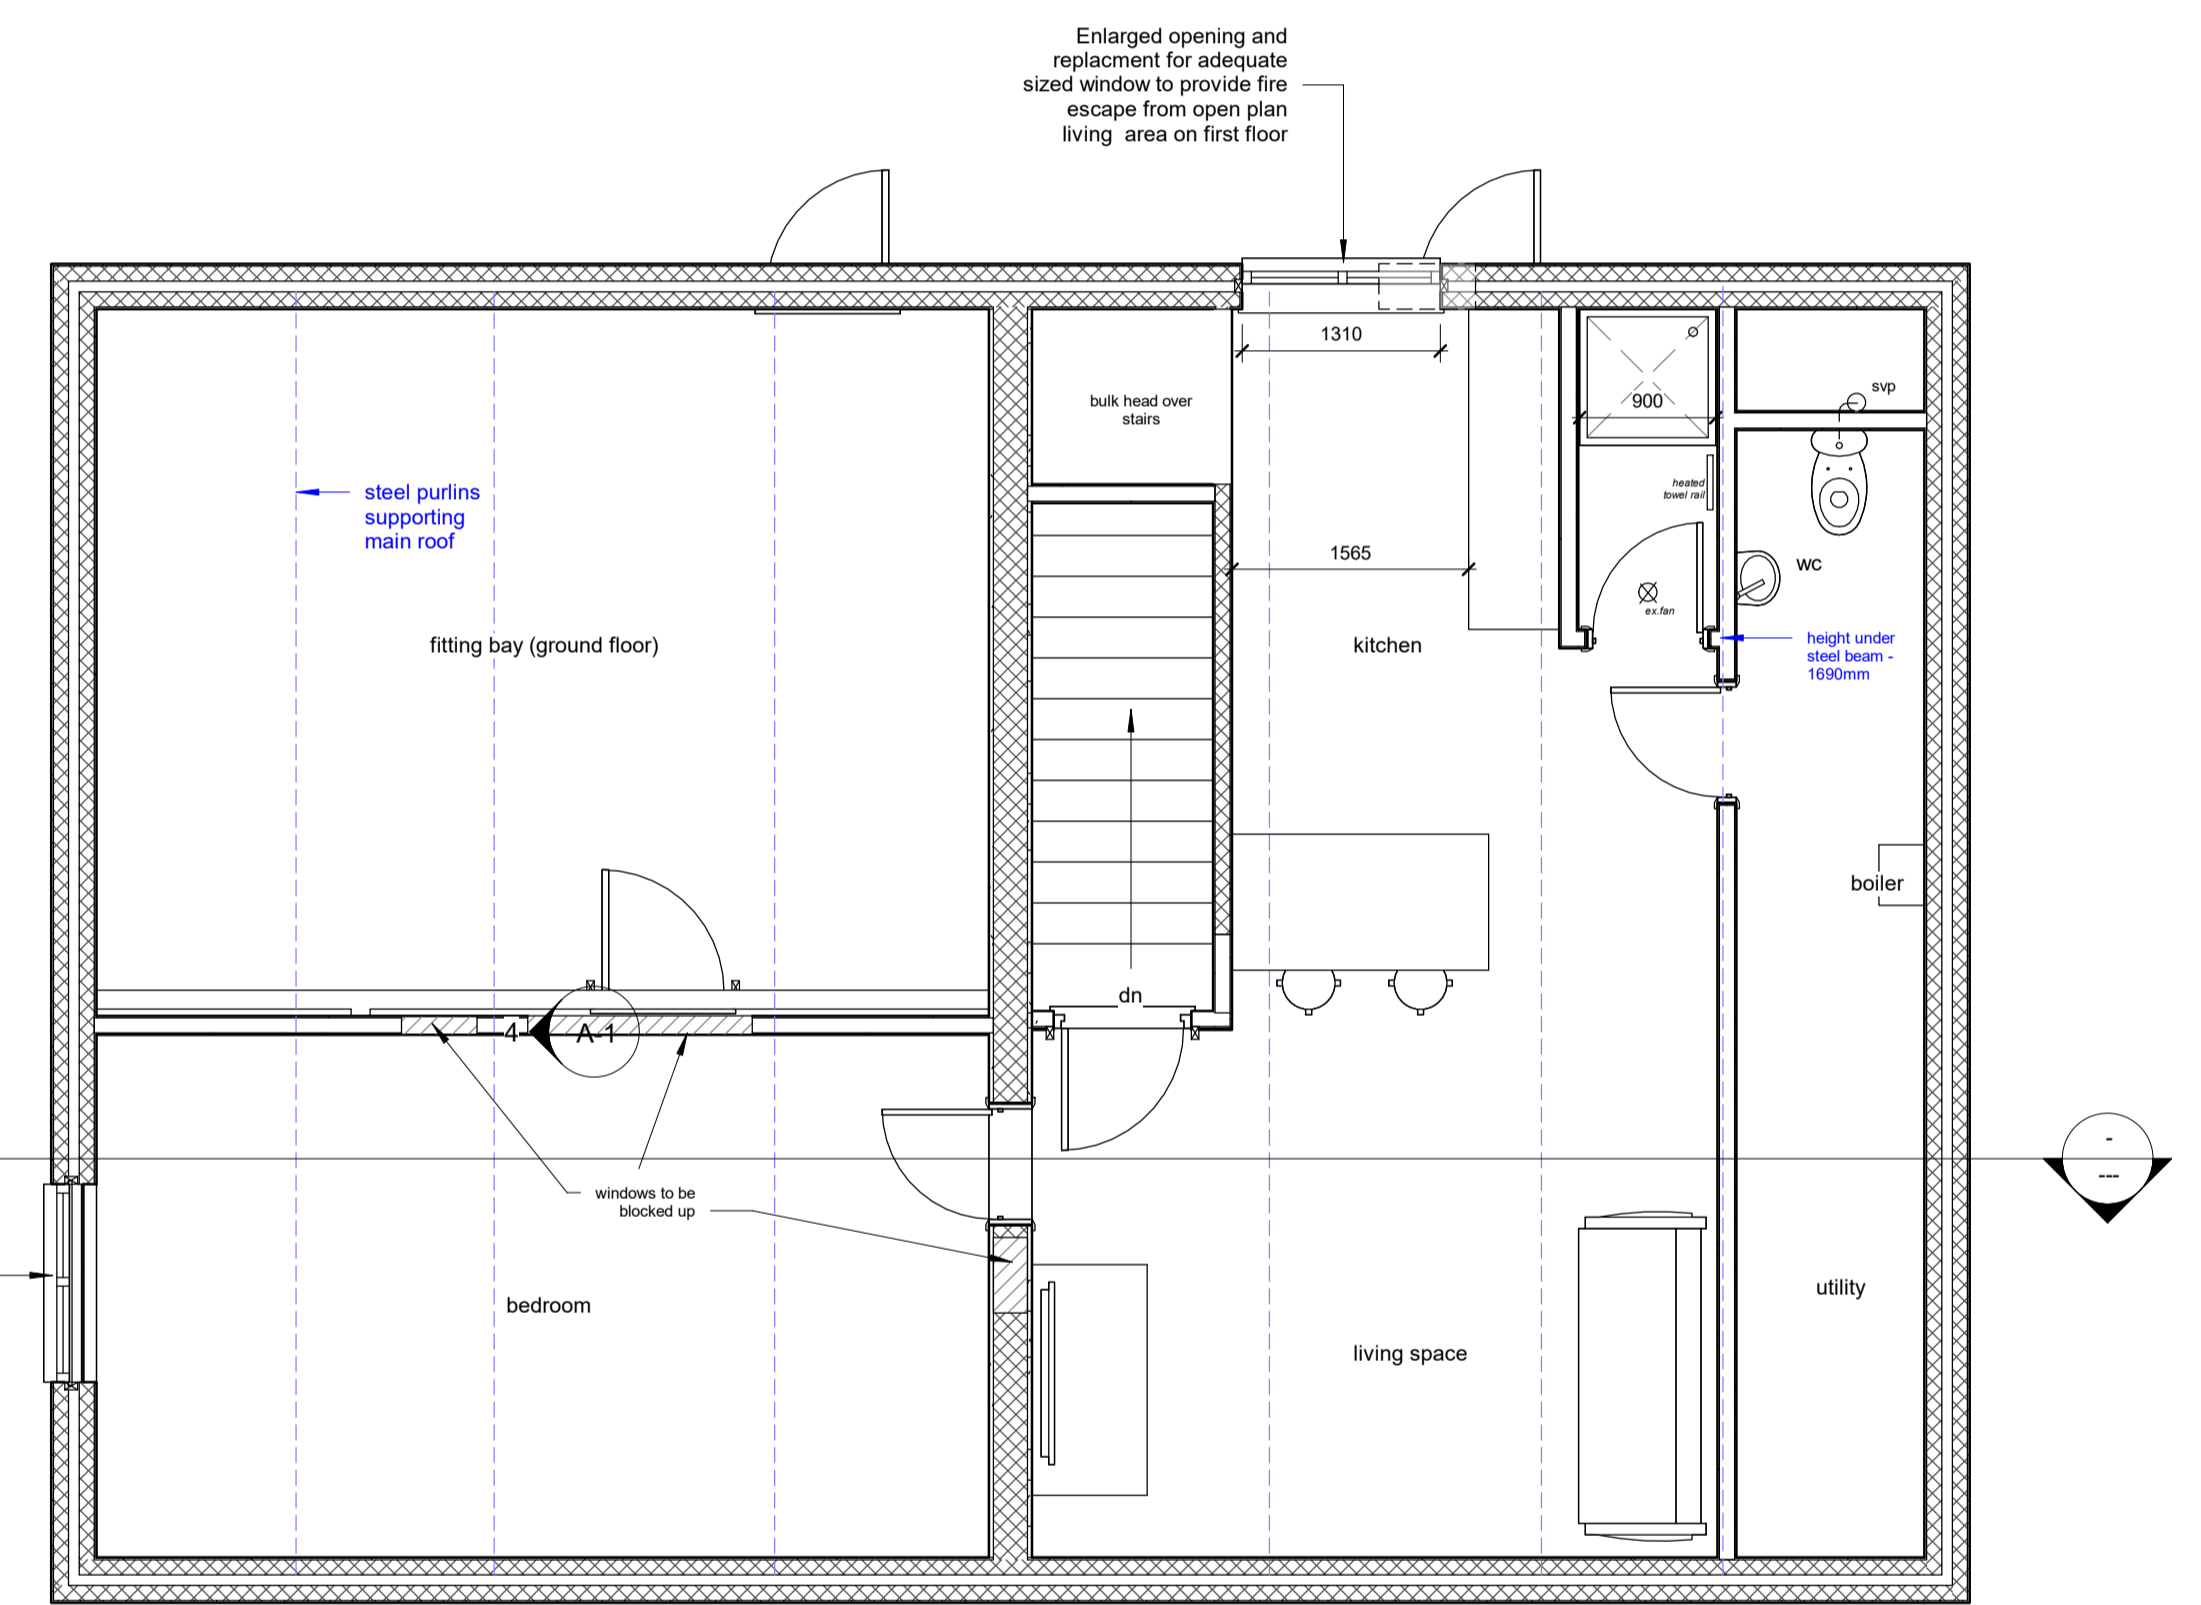 Enlarged opening and
replacment for adequate
sized window to provide fire
escape from open plan
living  area on first floor
1310
bulk head over
stairs
svp
900
steel purlins
supporting
main roof
heated
towel rail
1565
wc
ex.fan
fitting bay (ground floor)
kitchen
height under
steel beam -
1690mm
boiler
dn
4
A-1
-
---
windows to be
blocked up
bedroom
utility
living space